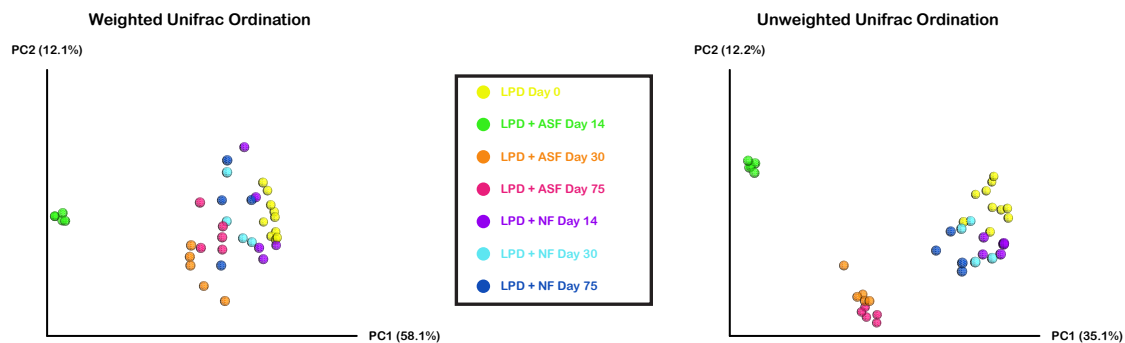 Weighted Unifrac Ordination
PC2 (12.1%)
PC1 (58.1%)
LPD Day 0
LPD + ASF Day 14
LPD + ASF Day 30
LPD + ASF Day 75
LPD + NF Day 14
LPD + NF Day 30
LPD + NF Day 75
Unweighted Unifrac Ordination
PC2 (12.2%)
PC1 (35.1%)